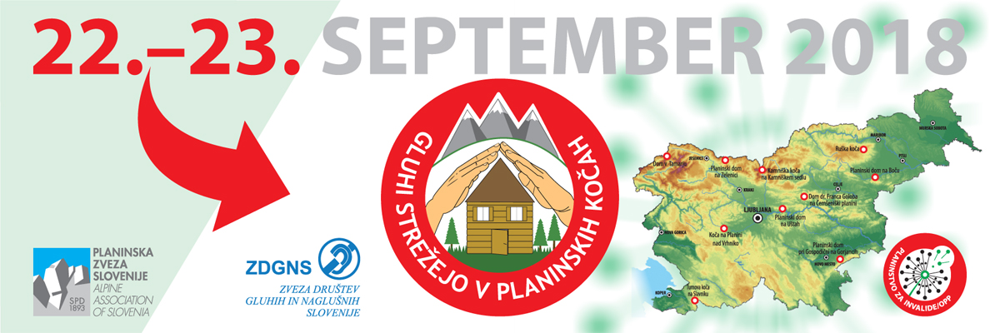 22.–23. SEPTEMBER 2018
GLUHI STREŽEJO V PLANINSKIH KOČAH
PLANINSKA
ZVEZA
SLOVENIJE
ALPINE
ASSOCIATION
OF SLOVENIA
SPD
1893
ZDGNS
ZVEZA DRUŠTEV
GLUHIH IN NAGLUŠNIH
SLOVENIJE
MURSKA SOBOTA
MARIBOR
PTUJ
Ruška koča
Planinski dom na Boču
JESENICE
Dom v Tamarju
Planinski dom
na Zelenici
Kamniška koča
na Kamniškem sedlu
KRANJ
CELJE
Dom dr. Franca Goloba
na Čemšeniški planini
LJUBLJANA
Planinski dom
na Uštah
NOVA GORICA
Koča na Planini
nad Vrhniko
Planinski dom
pri Gospodični na Gorjancih
NOVO MESTO
KOPER
Tumova koča
na Slavniku
PLANINSTVO ZA INVALIDE/OPP